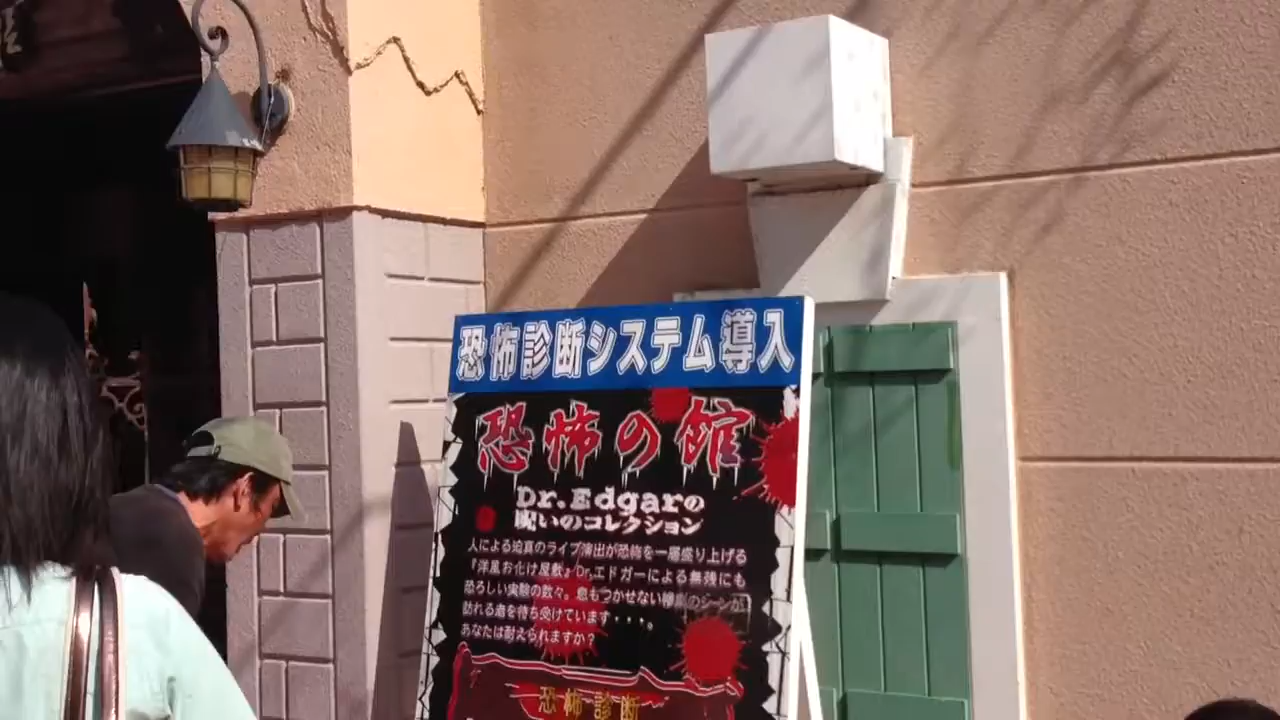 恐怖診断システム導入
恐怖の館
Dr.Edgarの
呪いのコレクション
人による迫真のライブ演出が恐怖を一層盛り上げる
『洋風お化け屋敷』Dr.エドガーによる無残にも
恐ろしい実験の数々。息もつかせない惨劇のシーンが
訪れる者を待ち受けています・・・。
あなたは耐えられますか？
恐怖診断